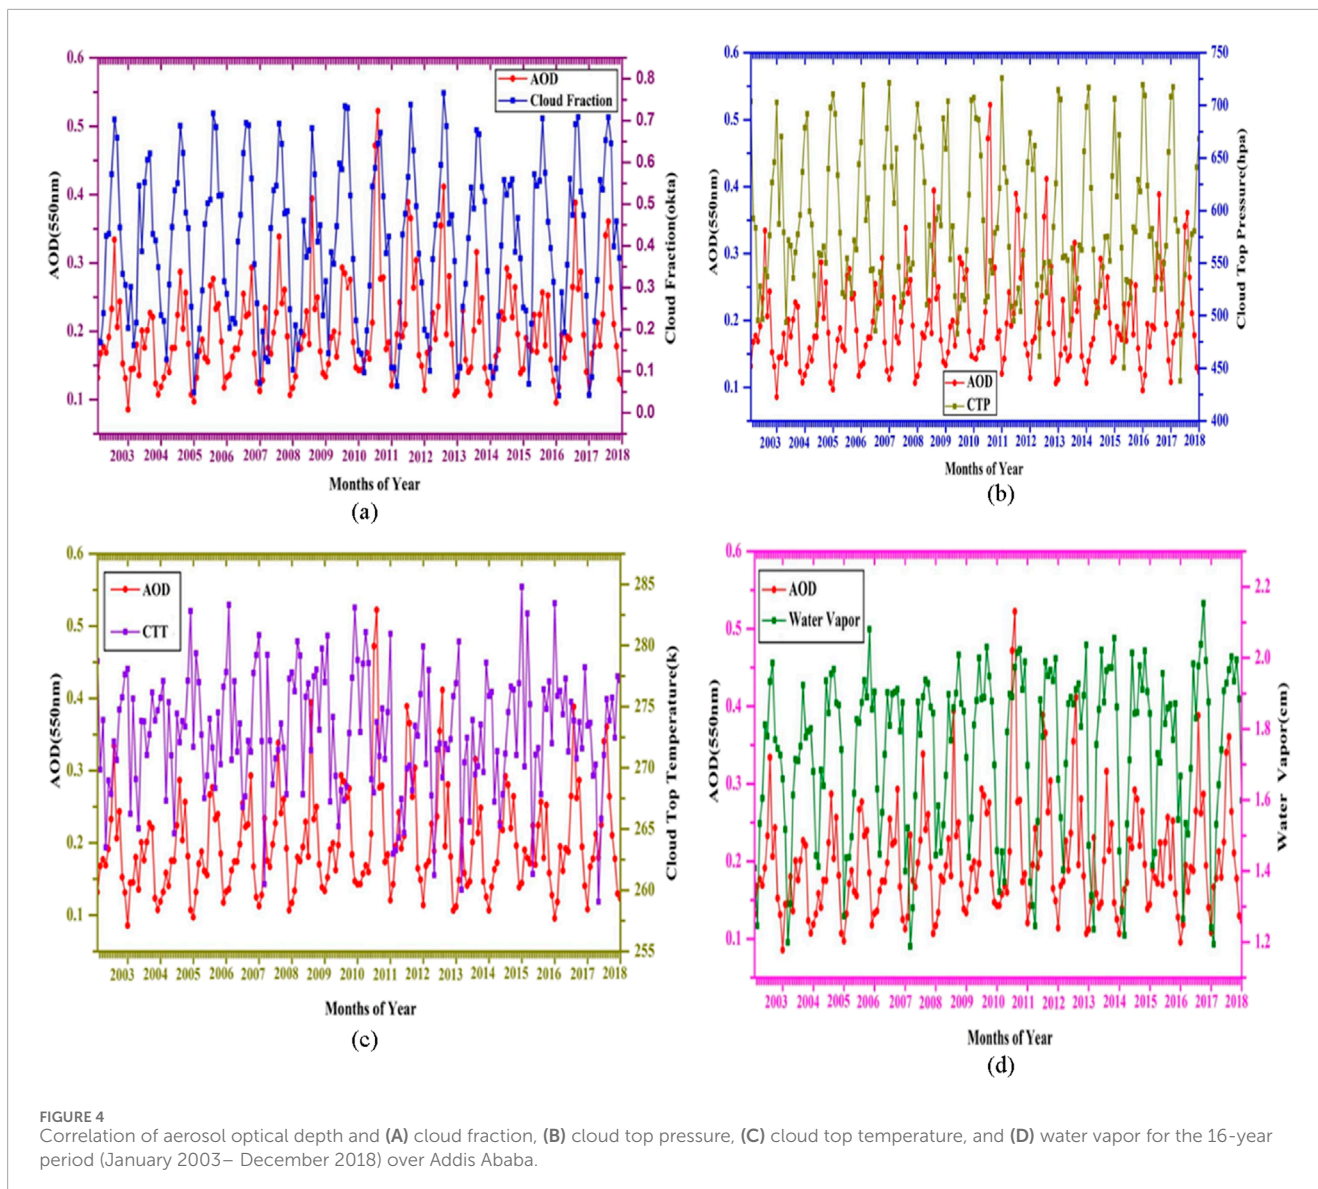 0.6
0.5
0.4
0.3
0.2
0.1
AOD(550nm)
AOD
Cloud Fraction
0.8
0.7
0.6
0.5
0.4
0.3
0.2
0.1
0.0
Cloud Fraction(okta)
2003 2004 2005 2006 2007 2008 2009 2010 2011 2012 2013 2014 2015 2016 2017 2018
Months of Year
(a)
0.6
0.5
0.4
0.3
0.2
0.1
AOD(550nm)
AOD
CTP
750
700
650
600
550
500
450
400
Cloud Top Pressure(hpa)
2003 2004 2005 2006 2007 2008 2009 2010 2011 2012 2013 2014 2015 2016 2017 2018
Months of Year
(b)
0.6
0.5
0.4
0.3
0.2
0.1
AOD(550nm)
AOD
CTT
285
280
275
270
265
260
255
Cloud Top Temperature(k)
2003 2004 2005 2006 2007 2008 2009 2010 2011 2012 2013 2014 2015 2016 2017 2018
Months of Year
(c)
0.6
0.5
0.4
0.3
0.2
0.1
AOD(550nm)
AOD
Water Vapor
2.2
2.0
1.8
1.6
1.4
1.2
Water Vapor(cm)
2003 2004 2005 2006 2007 2008 2009 2010 2011 2012 2013 2014 2015 2016 2017 2018
Months of Year
(d)
FIGURE 4
Correlation of aerosol optical depth and (A) cloud fraction, (B) cloud top pressure, (C) cloud top temperature, and (D) water vapor for the 16-year
period (January 2003– December 2018) over Addis Ababa.